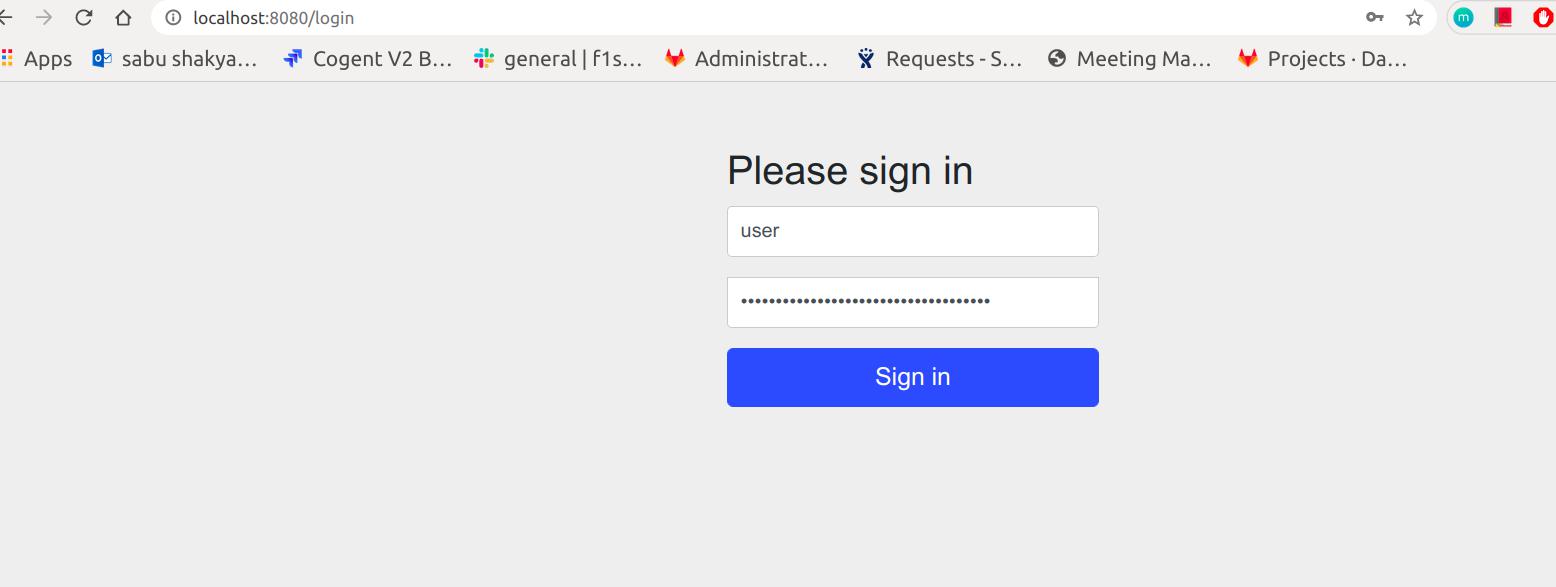 localhost:8080/login
m
Apps sabu shakya... Cogent V2 B... general | f1s... Administrat... Requests - S... Meeting Ma... Projects · Da...
Please sign in
user
••••••••••••••••••••••••••••••••••••
Sign in